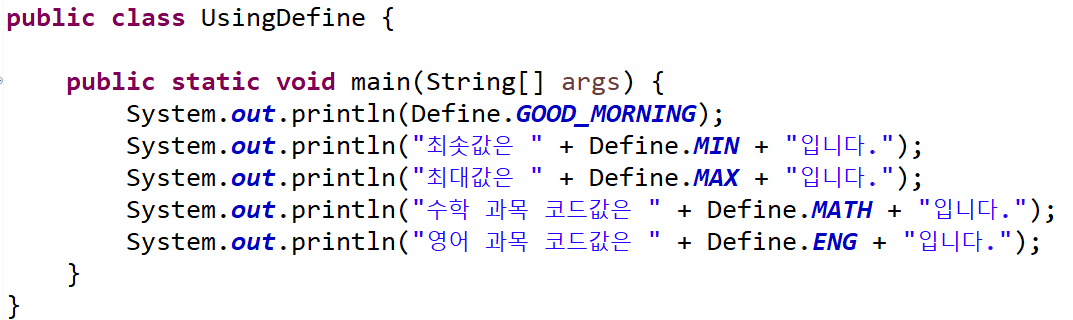 public class UsingDefine {
public static void main(String[] args) {
System.out.println(Define.GOOD_MORNING);
System.out.println("최솟값은 " + Define.MIN + "입니다.");
System.out.println("최대값은 " + Define.MAX + "입니다.");
System.out.println("수학 과목 코드값은 " + Define.MATH + "입니다.");
System.out.println("영어 과목 코드값은 " + Define.ENG + "입니다.");
}
}